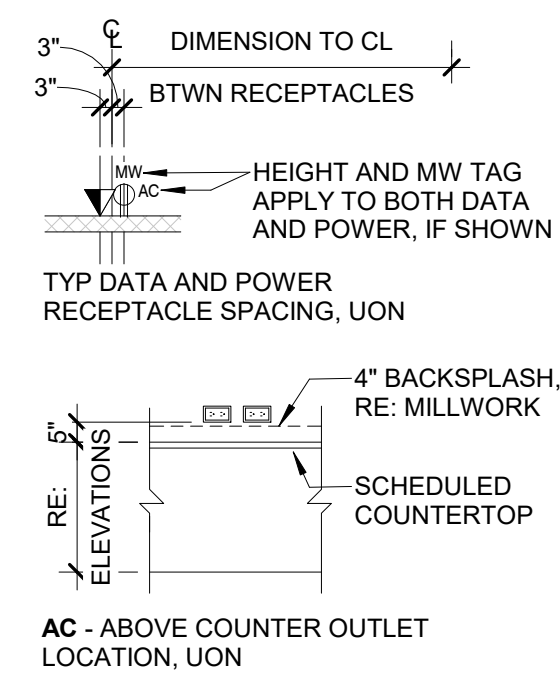 3"
℄
DIMENSION TO CL
3"
BTWN RECEPTACLES
MW
AC
HEIGHT AND MW TAG
APPLY TO BOTH DATA
AND POWER, IF SHOWN
TYP DATA AND POWER
RECEPTACLE SPACING, UON
4" BACKSPLASH,
RE: MILLWORK
5"
RE:
ELEVATIONS
SCHEDULED
COUNTERTOP
AC - ABOVE COUNTER OUTLET
LOCATION, UON